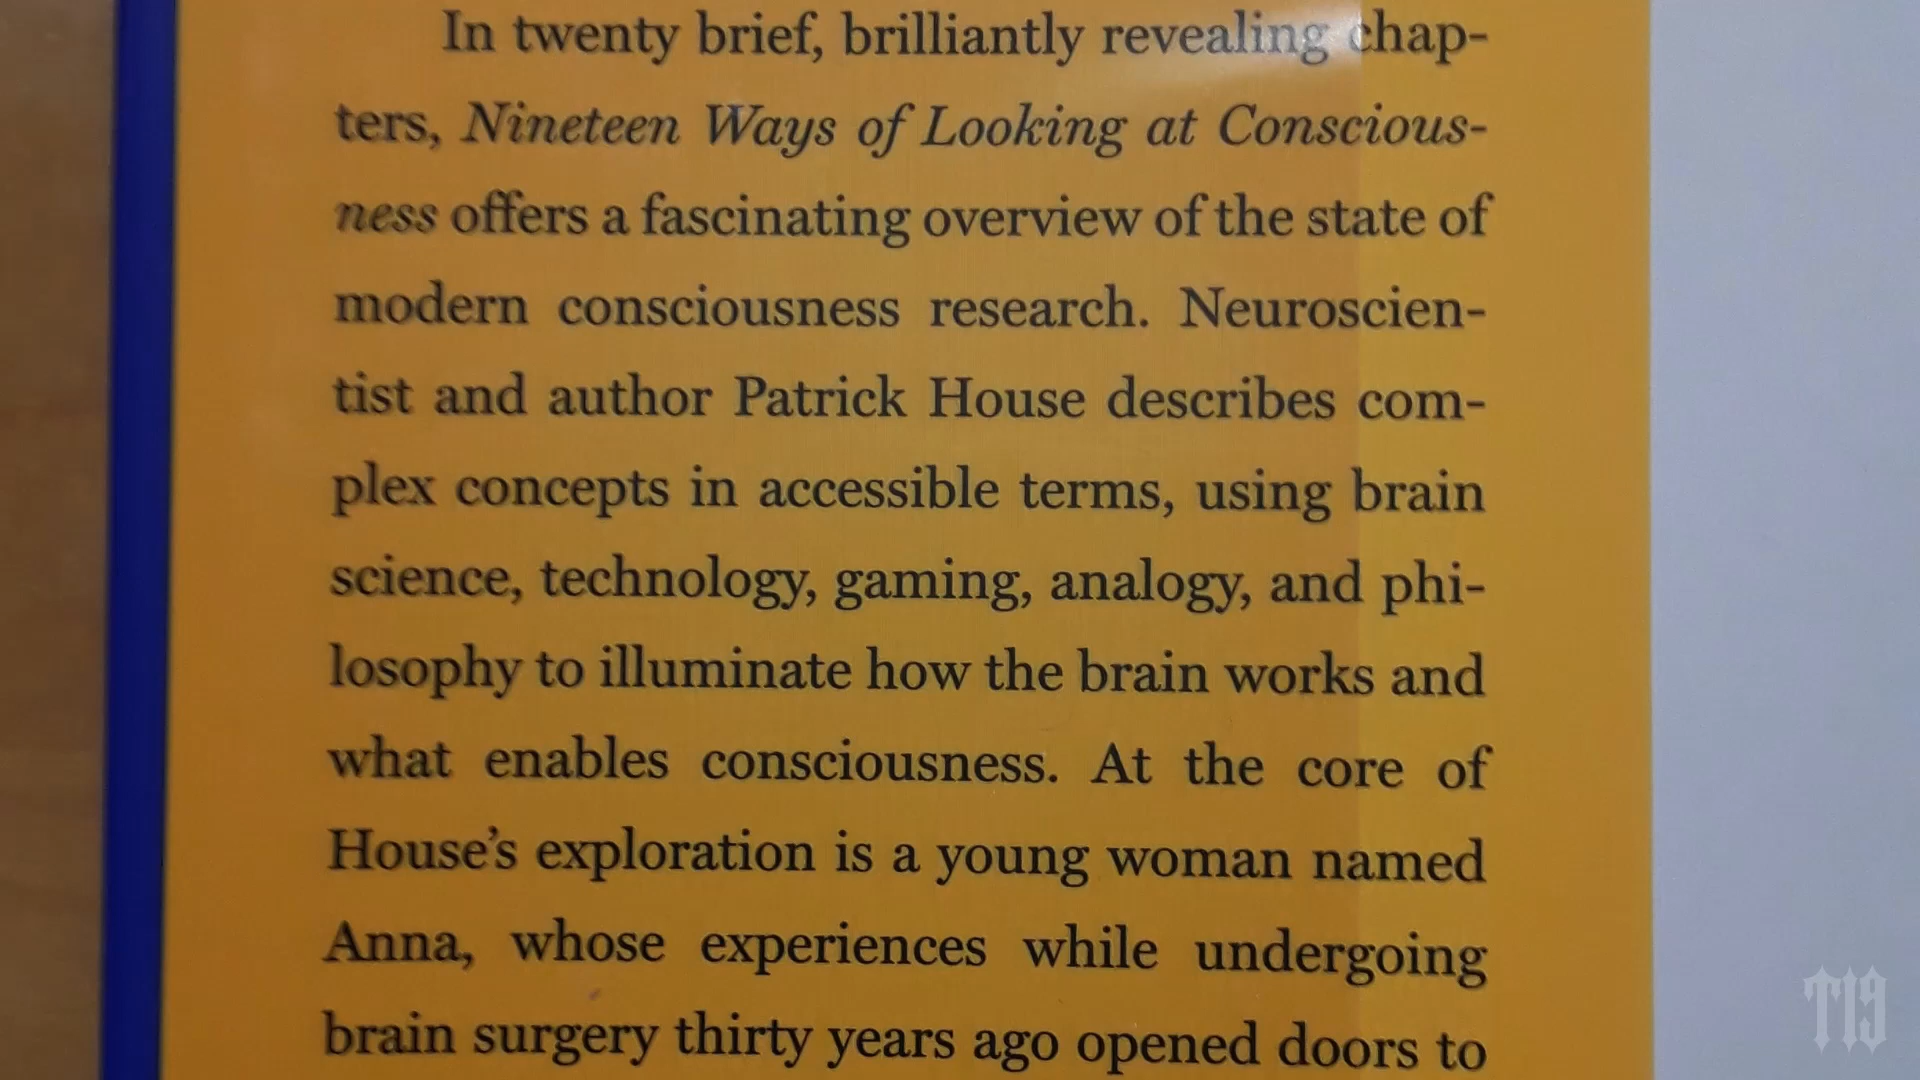 In twenty brief, brilliantly revealing chap-
ters, Nineteen Ways of Looking at Conscious-
ness offers a fascinating overview of the state of
modern consciousness research. Neuroscien-
tist and author Patrick House describes com-
plex concepts in accessible terms, using brain
science, technology, gaming, analogy, and phi-
losophy to illuminate how the brain works and
what enables consciousness. At the core of
House’s exploration is a young woman named
Anna, whose experiences while undergoing
brain surgery thirty years ago opened doors to
T19